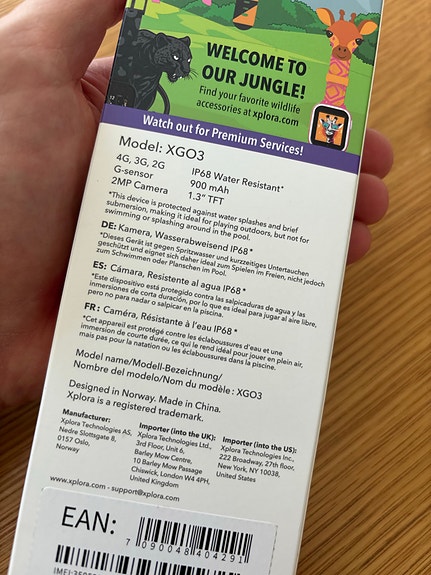 WELCOME TO
OUR JUNGLE!
Find your favorite wildlife
accessories at xplora.com
Watch out for Premium Services!
Model: XGO3
4G, 3G, 2G
G-sensor
2MP Camera
IP68 Water Resistant*
900 mAh
1.3" TFT
*This device is protected against water splashes and brief
submersion, making it ideal for playing outdoors, but not for
swimming or splashing around in the pool.
DE: Kamera, Wasserabweisend IP68*
*Dieses Gerät ist gegen Spritzwasser und kurzzeitiges Untertauchen
geschützt und eignet sich daher ideal zum Spielen im Freien, nicht jedoch
zum Schwimmen oder Planschen im Pool.
ES: Cámara, Resistente al agua IP68*
*Este dispositivo está protegido contra las salpicaduras de agua y las
inmersiones de corta duración, por lo que es ideal para jugar al aire libre,
pero no para nadar o salpicar en la piscina.
FR: Caméra, Résistante à l'eau IP68*
*Cet appareil est protégé contre les éclaboussures d'eau et une
immersion de courte durée, ce qui le rend idéal pour jouer en plein air,
mais pas pour la natation ou les éclaboussures dans la piscine.
Model name/Modell-Bezeichnung/
Nombre del modelo/Nom du modèle: XGO3
Designed in Norway. Made in China.
Xplora is a registered trademark.
Manufacturer:
Xplora Technologies AS,
Nedre Slottsgate 8,
0157 Oslo,
Norway
Importer (into the UK):
Xplora Technologies Ltd.,
3rd Floor, Unit 6,
Barley Mow Centre,
10 Barley Mow Passage
Chiswick, London W4 4PH,
United Kingdom
Importer (into the US):
Xplora Technologies Inc.,
222 Broadway, 27th floor,
New York, NY 10038,
United States
www.xplora.com - support@xplora.com
EAN:
7 090048 404291